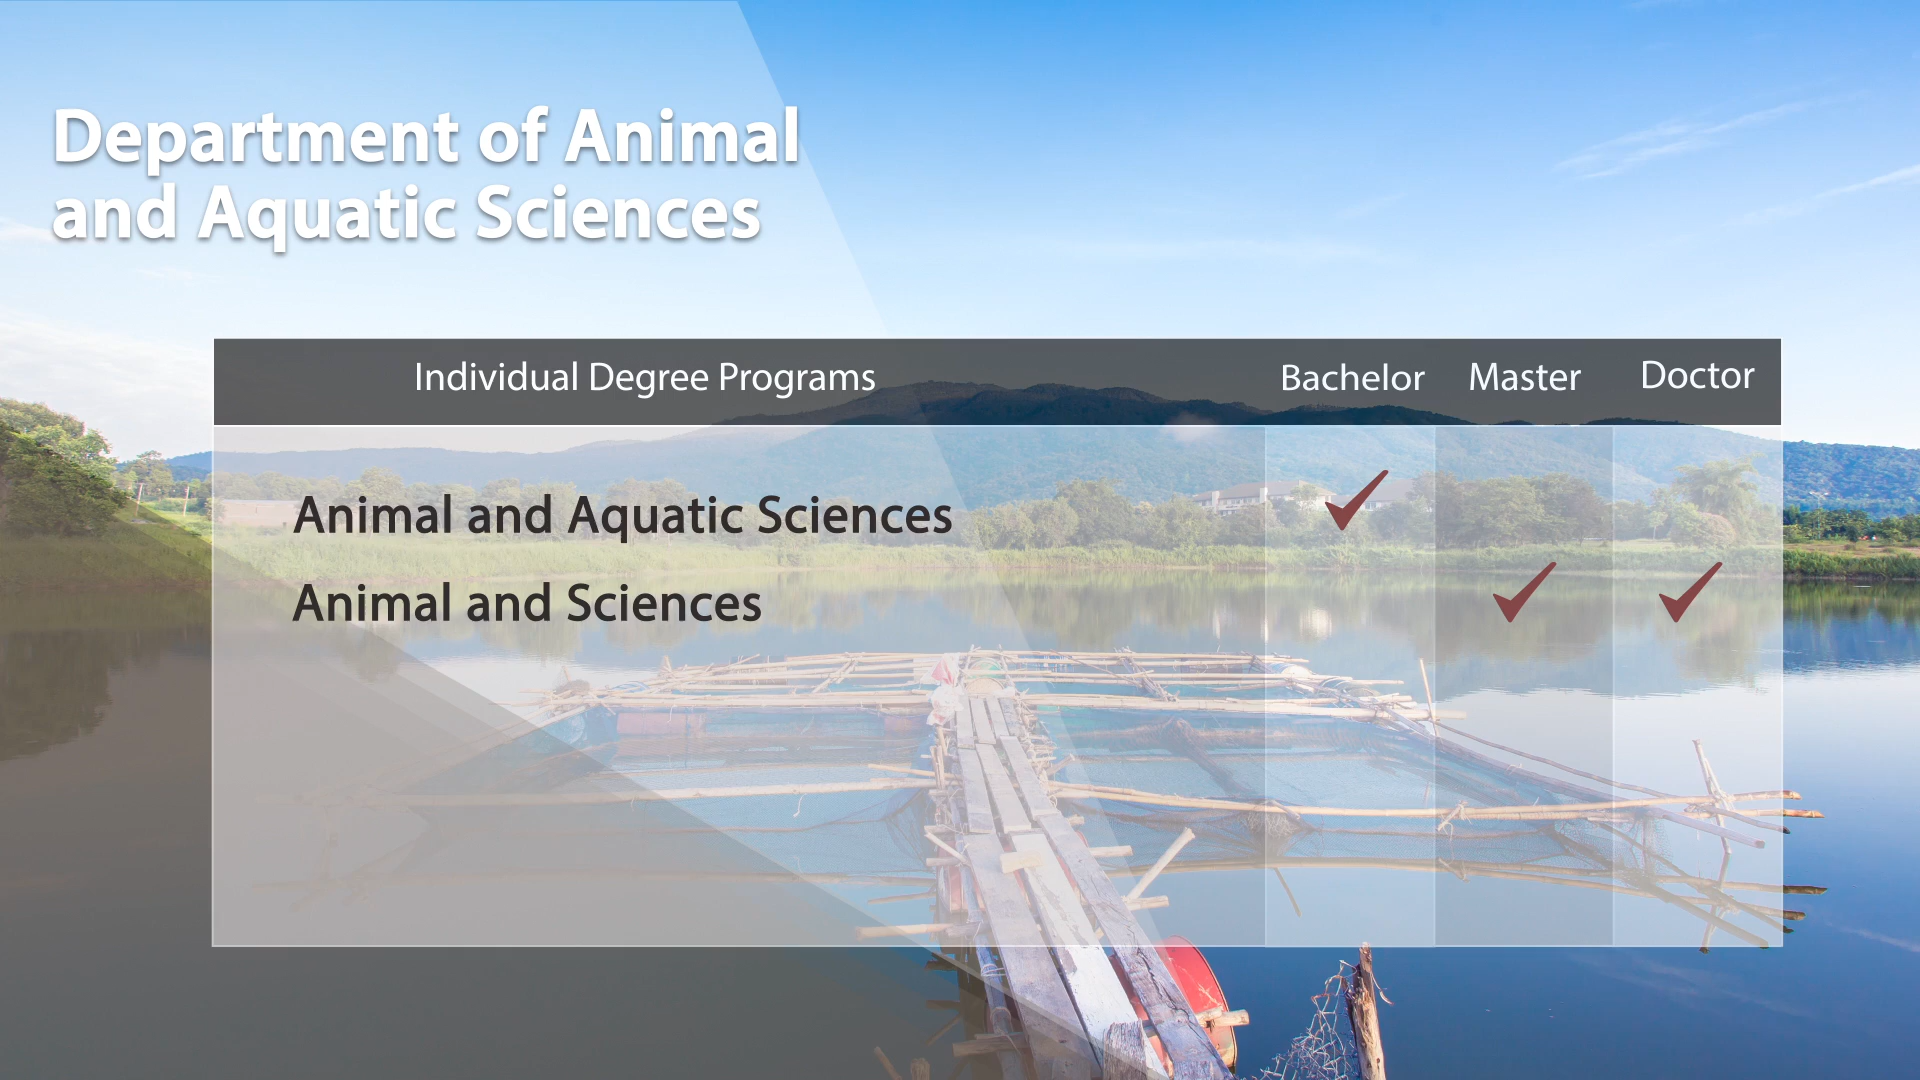 Department of Animal
and Aquatic Sciences
Individual Degree Programs Bachelor Master Doctor
Animal and Aquatic Sciences ✓
Animal and Sciences ✓ ✓